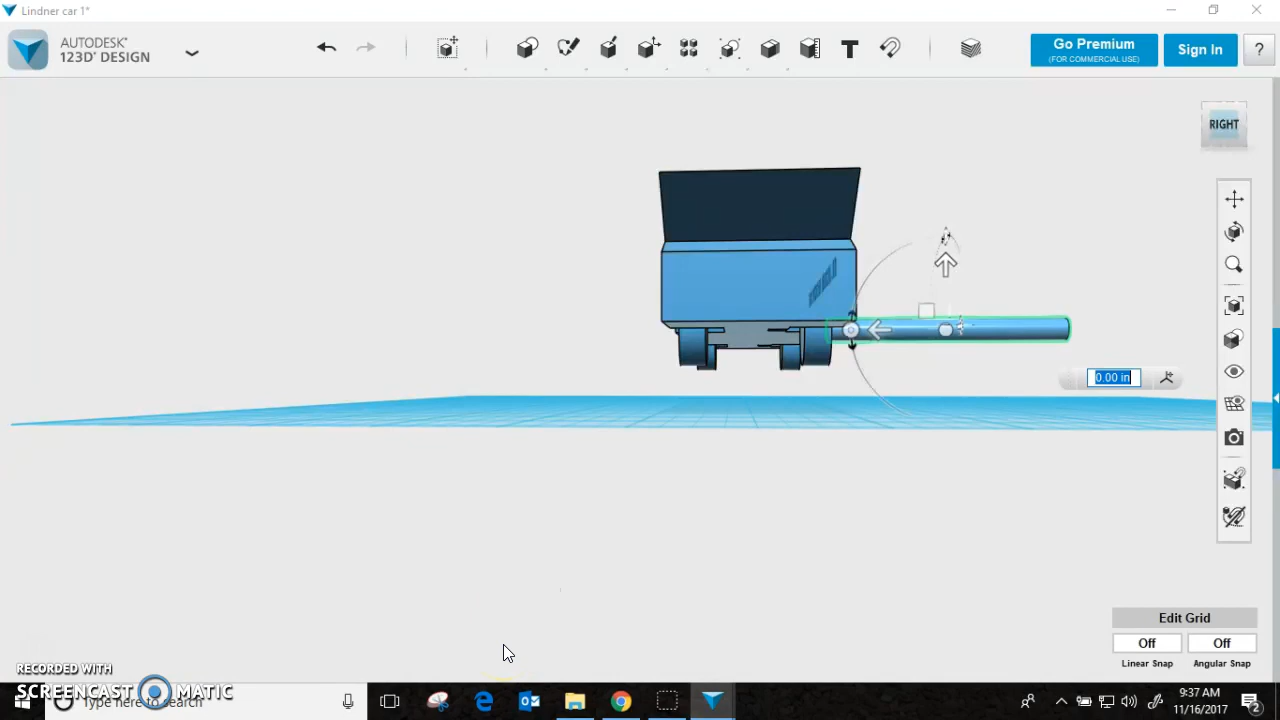 Lindner car 1*
AUTODESK®
123D® DESIGN
Go Premium
(FOR COMMERCIAL USE)
Sign In
?
RIGHT
0.00 in
Edit Grid
Off
Off
Linear Snap
Angular Snap
RECORDED WITH
SCREENCAST MATIC
Type here to search
9:37 AM
11/16/2017
2